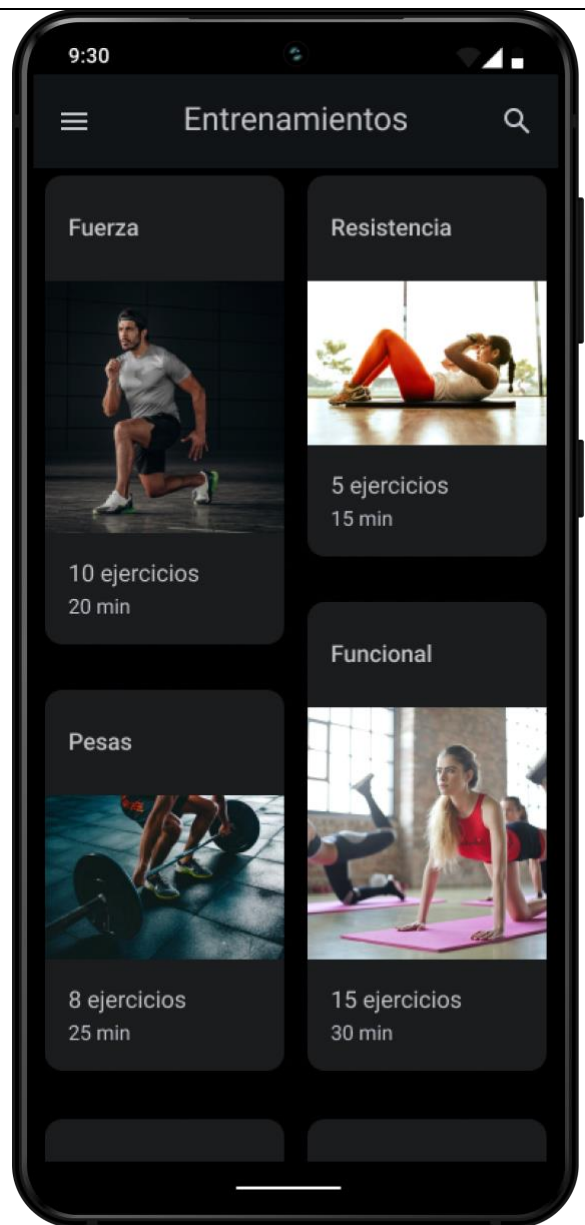 9:30
Entrenamientos
Fuerza
10 ejercicios
20 min
Resistencia
5 ejercicios
15 min
Pesas
8 ejercicios
25 min
Funcional
15 ejercicios
30 min